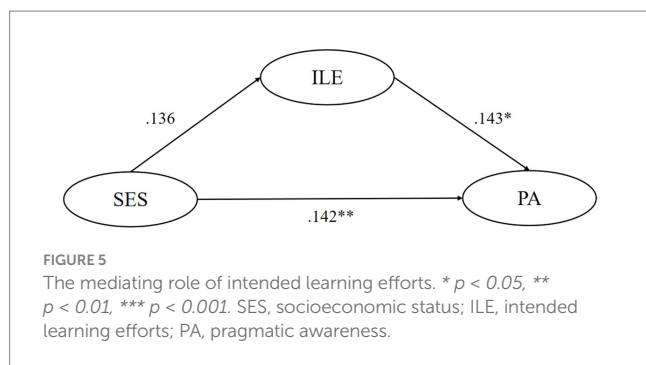 ILE
.136
.143*
SES
PA
.142**
FIGURE 5
The mediating role of intended learning efforts. * p < 0.05, **
p < 0.01, *** p < 0.001. SES, socioeconomic status; ILE, intended
learning efforts; PA, pragmatic awareness.